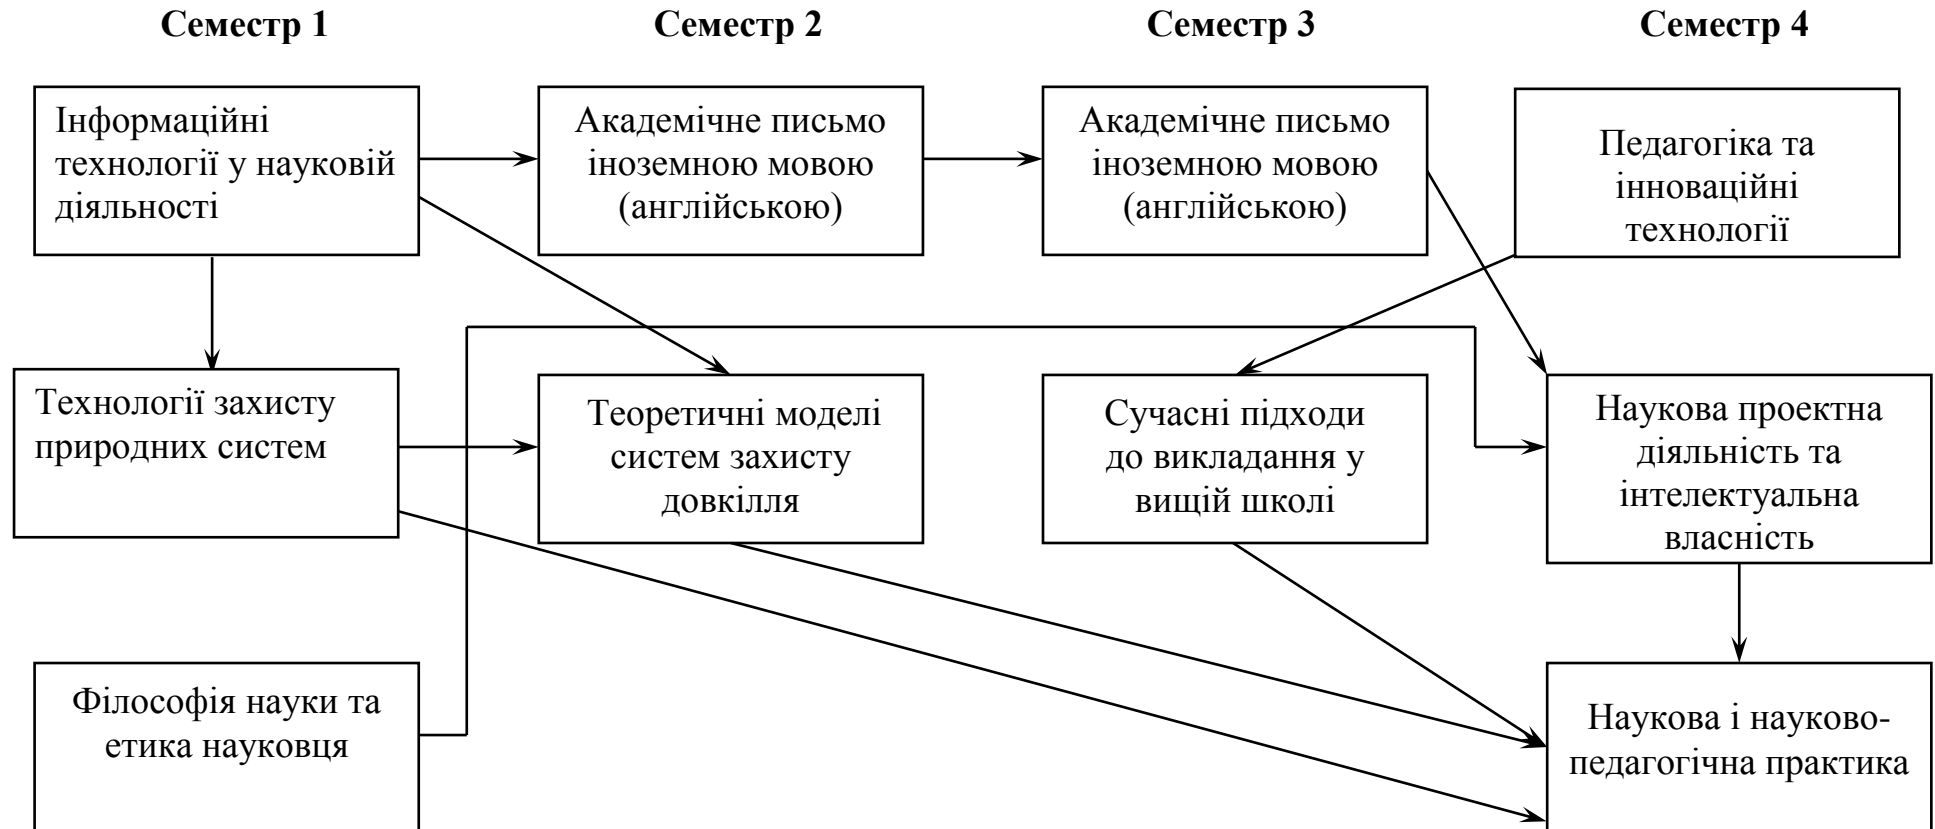 Семестр 1
Семестр 2
Семестр 3
Семестр 4
Інформаційні
технології у науковій
діяльності
Академічне письмо
іноземною мовою
(англійською)
Академічне письмо
іноземною мовою
(англійською)
Педагогіка та
інноваційні
технології
Технології захисту
природних систем
Теоретичні моделі
систем захисту
довкілля
Сучасні підходи
до викладання у
вищій школі
Наукова проектна
діяльність та
інтелектуальна
власність
Філософія науки та
етика науковця
Наукова і науково-
педагогічна практика